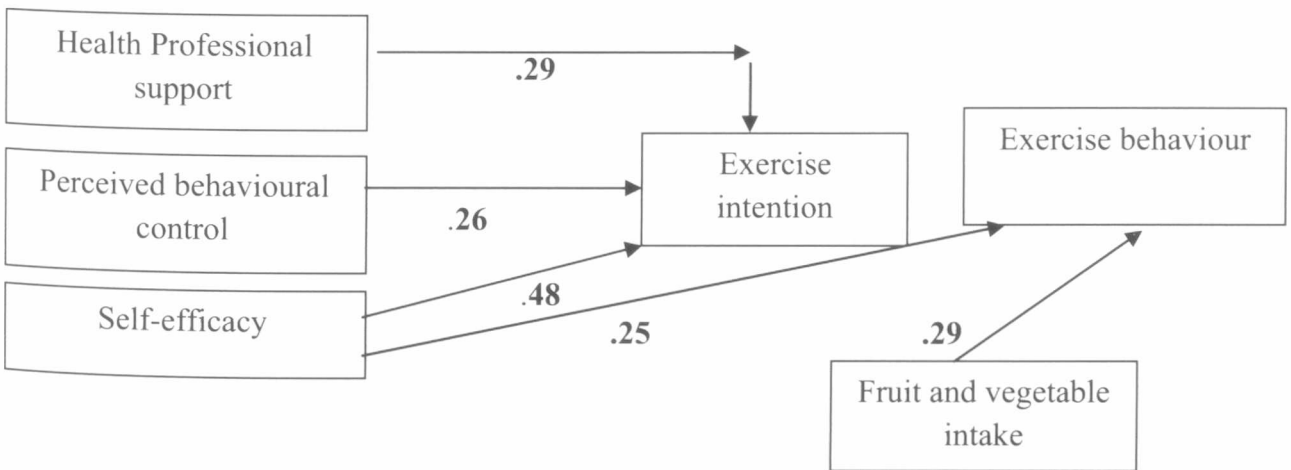 Health Professional
support
.29
Perceived behavioural
control
.26
Exercise
intention
Exercise behaviour
Self-efficacy
.48
.25
.29
Fruit and vegetable
intake